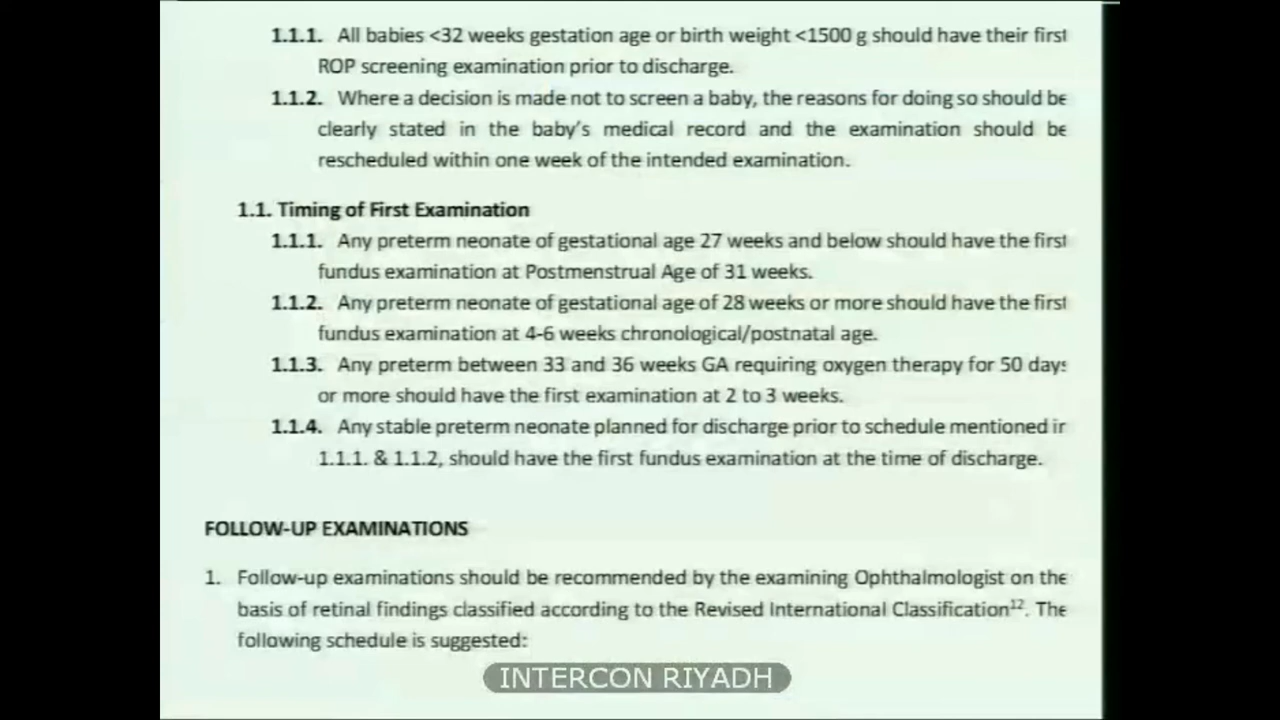 1.1.1. All babies <32 weeks gestation age or birth weight <1500 g should have their first
ROP screening examination prior to discharge.
1.1.2. Where a decision is made not to screen a baby, the reasons for doing so should be
clearly stated in the baby's medical record and the examination should be
rescheduled within one week of the intended examination.
1.1. Timing of First Examination
1.1.1. Any preterm neonate of gestational age 27 weeks and below should have the first
fundus examination at Postmenstrual Age of 31 weeks.
1.1.2. Any preterm neonate of gestational age of 28 weeks or more should have the first
fundus examination at 4-6 weeks chronological/postnatal age.
1.1.3. Any preterm between 33 and 36 weeks GA requiring oxygen therapy for 50 days
or more should have the first examination at 2 to 3 weeks.
1.1.4. Any stable preterm neonate planned for discharge prior to schedule mentioned in
1.1.1. & 1.1.2, should have the first fundus examination at the time of discharge.
FOLLOW-UP EXAMINATIONS
1. Follow-up examinations should be recommended by the examining Ophthalmologist on the
basis of retinal findings classified according to the Revised International Classification¹². The
following schedule is suggested:
INTERCON RIYADH